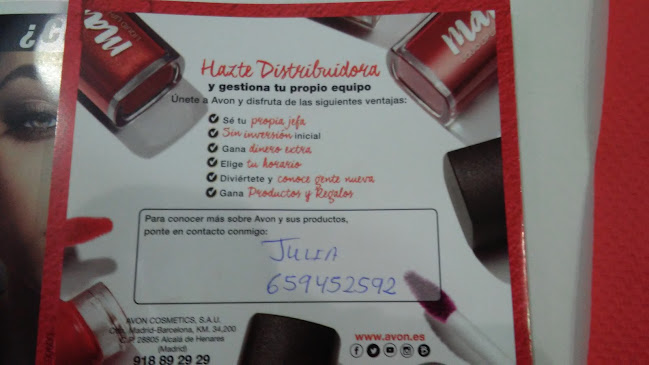 Hazte Distribuidora
y gestiona tu propio equipo
Únete a Avon y disfruta de las siguientes ventajas:
Sé tu propia jefa
Sin inversión inicial
Gana dinero extra
Elige tu horario
Diviértete y conoce gente nueva
Gana Productos y Regalos
Para conocer más sobre Avon y sus productos,
ponte en contacto conmigo:
JULIA
659452592
AVON COSMETICS, S.A.U.
Madrid-Barcelona, KM. 34,200
C.P. 28805 Alcalá de Henares
(Madrid)
918 89 29 29
www.avon.es